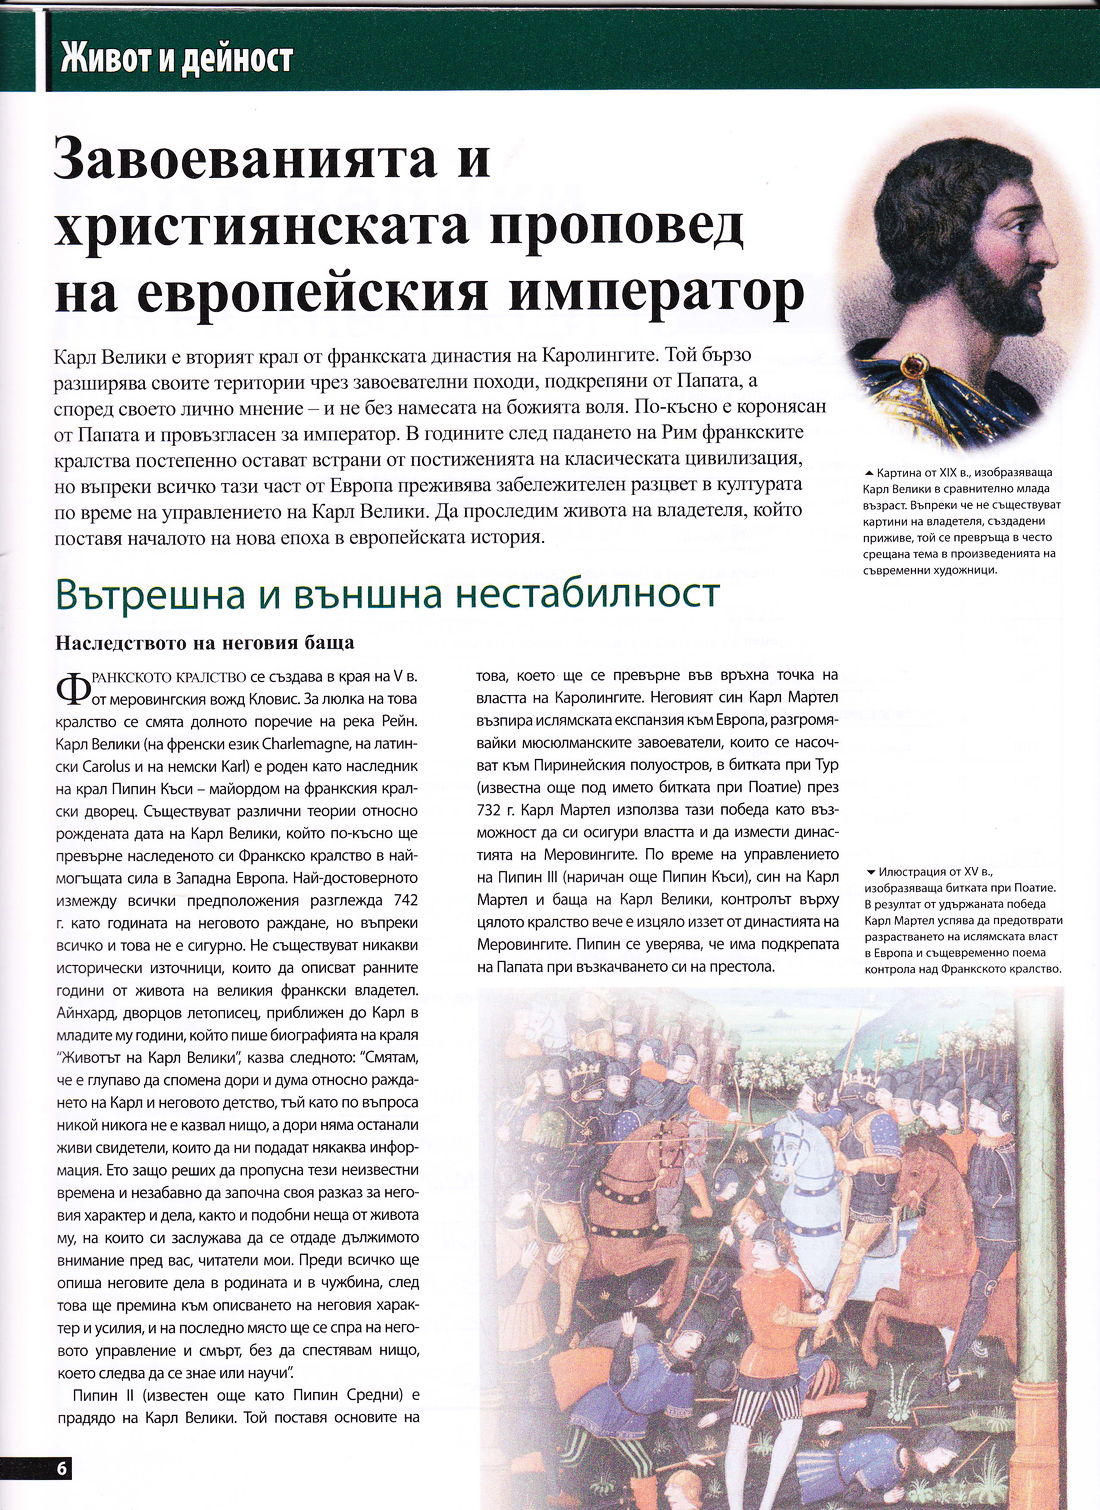 Живот и дейност
Завоеванията и
християнската проповед
на европейския император
Карл Велики е вторият крал от франкската династия на Каролингите. Той бързо
разширява своите територии чрез завоевателни походи, подкрепяни от Папата, а
според своето лично мнение – и не без намесата на божията воля. По-късно е коронясан
от Папата и провъзгласен за император. В годините след падането на Рим франкските
кралства постепенно остават встрани от постиженията на класическата цивилизация,
но въпреки всичко тази част от Европа преживява забележителен разцвет в културата
по време на управлението на Карл Велики. Да проследим живота на владетеля, който
поставя началото на нова епоха в европейската история.
▲ Картина от XIX в., изобразяваща
Карл Велики в сравнително млада
възраст. Въпреки че не съществуват
картини на владетеля, създадени
приживе, той се превръща в често
срещана тема в произведенията на
съвременни художници.
Вътрешна и външна нестабилност
Наследството на неговия баща
ФРАНКСКОТО КРАЛСТВО се създава в края на V в.
от меровингския вожд Кловис. За люлка на това
кралство се смята долното поречие на река Рейн.
Карл Велики (на френски език Charlemagne, на латин-
ски Carolus и на немски Karl) е роден като наследник
на крал Пипин Къси – майордом на франкския крал-
ски дворец. Съществуват различни теории относно
рождената дата на Карл Велики, който по-късно ще
превърне наследеното си Франкско кралство в най-
могъщата сила в Западна Европа. Най-достоверното
измежду всички предположения разглежда 742
г. като годината на неговото раждане, но въпреки
всичко и това не е сигурно. Не съществуват никакви
исторически източници, които да описват ранните
години от живота на великия франкски владетел.
Айнхард, дворцов летописец, приближен до Карл в
младите му години, който пише биографията на краля
“Животът на Карл Велики”, казва следното: “Смятам,
че е глупаво да спомена дори и дума относно ражда-
нето на Карл и неговото детство, тъй като по въпроса
никой никога не е казвал нищо, а дори няма останали
живи свидетели, които да ни подадат някаква инфор-
мация. Ето защо реших да пропусна тези неизвестни
времена и незабавно да започна своя разказ за него-
вия характер и дела, както и подобни неща от живота
му, на които си заслужава да се отдаде дължимото
внимание пред вас, читатели мои. Преди всичко ще
опиша неговите дела в родината и в чужбина, след
това ще премина към описването на неговия харак-
тер и усилия, и на последно място ще се спра на него-
вото управление и смърт, без да спестявам нищо,
което следва да се знае или научи”.
Пипин II (известен още като Пипин Средни) е
прадядо на Карл Велики. Той поставя основите на
това, което ще се превърне във връхна точка на
властта на Каролингите. Неговият син Карл Мартел
възпира ислямската експанзия към Европа, разгромя-
вайки мюсюлманските завоеватели, които се насоч-
ват към Пиринейския полуостров, в битката при Тур
(известна още под името битката при Поатие) през
732 г. Карл Мартел използва тази победа като въз-
можност да си осигури властта и да измести динас-
тията на Меровингите. По време на управлението
на Пипин III (наричан още Пипин Къси), син на Карл
Мартел и баща на Карл Велики, контролът върху
цялото кралство вече е изцяло иззет от династията на
Меровингите. Пипин се уверява, че има подкрепата
на Папата при възкачването си на престола.
▼ Илюстрация от XV в.,
изобразяваща битката при Поатие.
В резултат от удържаната победа
Карл Мартел успява да предотврати
разрастването на ислямската власт
в Европа и същевременно поема
контрола над Франкското кралство.
6